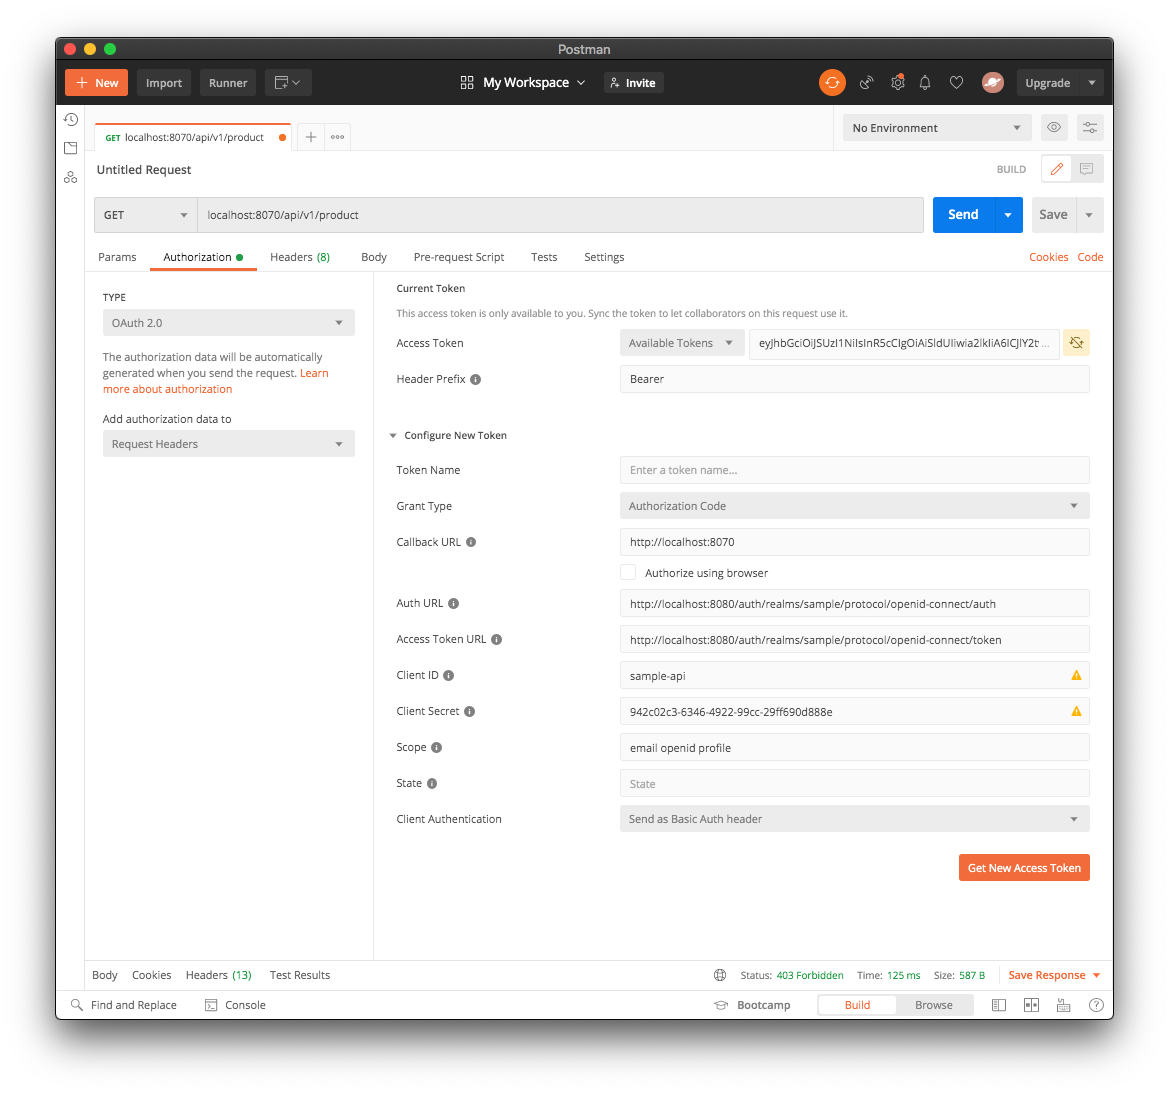 Postman
New
Import
Runner
My Workspace
Invite
Upgrade
GET localhost:8070/api/v1/product
No Environment
Untitled Request
BUILD
GET
localhost:8070/api/v1/product
Send
Save
Params
Authorization
Headers (8)
Body
Pre-request Script
Tests
Settings
Cookies
Code
TYPE
OAuth 2.0
The authorization data will be automatically
generated when you send the request. Learn
more about authorization
Add authorization data to
Request Headers
Current Token
This access token is only available to you. Sync the token to let collaborators on this request use it.
Access Token
Available Tokens
Header Prefix
Bearer
Configure New Token
Token Name
Enter a token name...
Grant Type
Authorization Code
Callback URL
http://localhost:8070
Authorize using browser
Auth URL
http://localhost:8080/auth/realms/sample/protocol/openid-connect/auth
Access Token URL
http://localhost:8080/auth/realms/sample/protocol/openid-connect/token
Client ID
sample-api
Client Secret
942c02c3-6346-4922-99cc-29ff690d888e
Scope
email openid profile
State
State
Client Authentication
Send as Basic Auth header
Get New Access Token
Body
Cookies
Headers (13)
Test Results
Status: 403 Forbidden
Time: 125 ms
Size: 587 B
Save Response
Find and Replace
Console
Bootcamp
Build
Browse